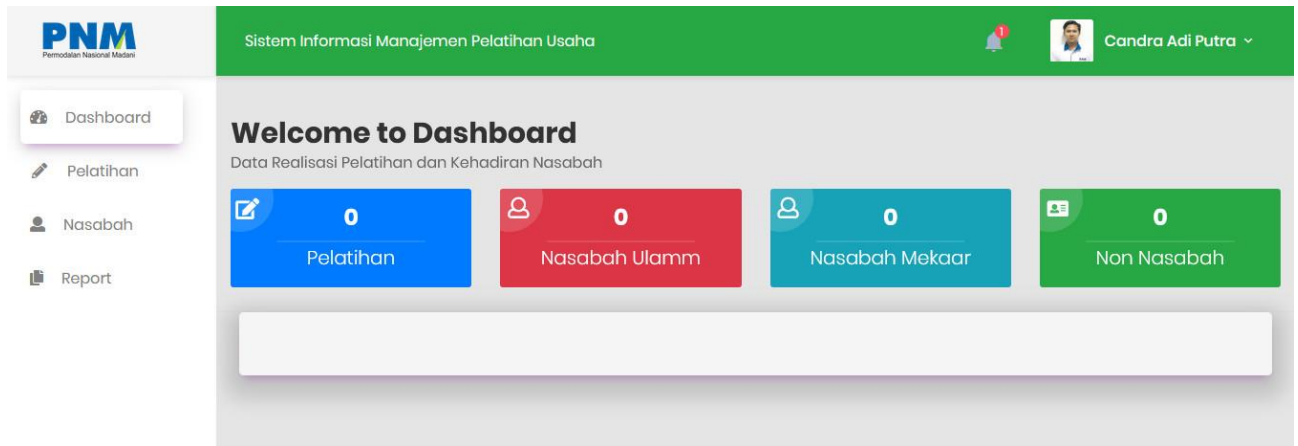 PNM
Permodalan Nasional Madani
Sistem Informasi Manajemen Pelatihan Usaha
1
Candra Adi Putra
Dashboard
Pelatihan
Nasabah
Report
Welcome to Dashboard
Data Realisasi Pelatihan dan Kehadiran Nasabah
0
Pelatihan
0
Nasabah Ulamm
0
Nasabah Mekaar
0
Non Nasabah